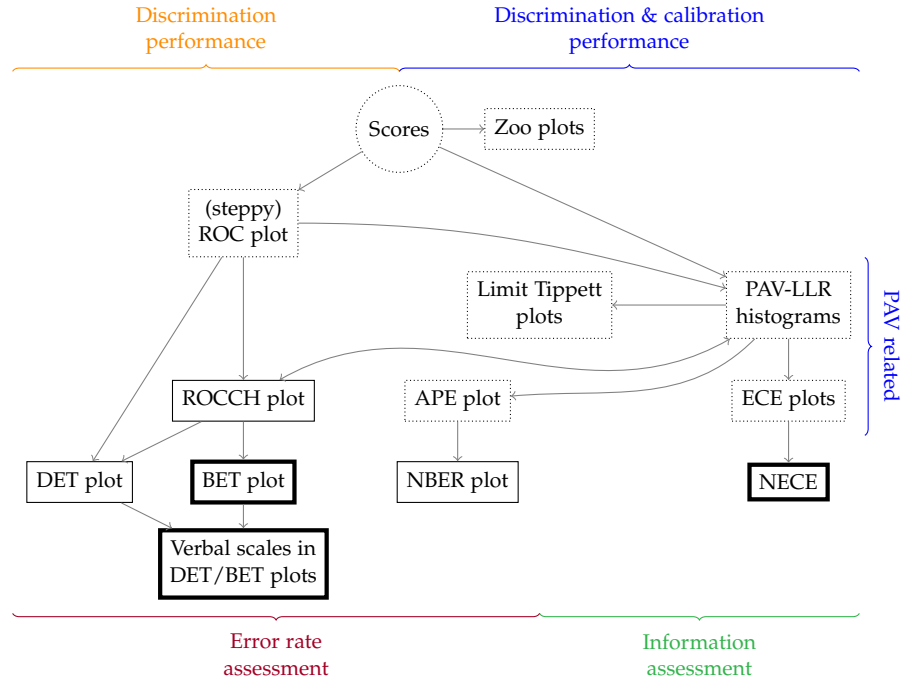 Discrimination
performance
Discrimination & calibration
performance
Scores
Zoo plots
(steppy)
ROC plot
Limit Tippett
plots
PAV-LLR
histograms
PAV related
ROCCH plot
APE plot
ECE plots
DET plot
BET plot
NBER plot
NECE
Verbal scales in
DET/BET plots
Error rate
assessment
Information
assessment